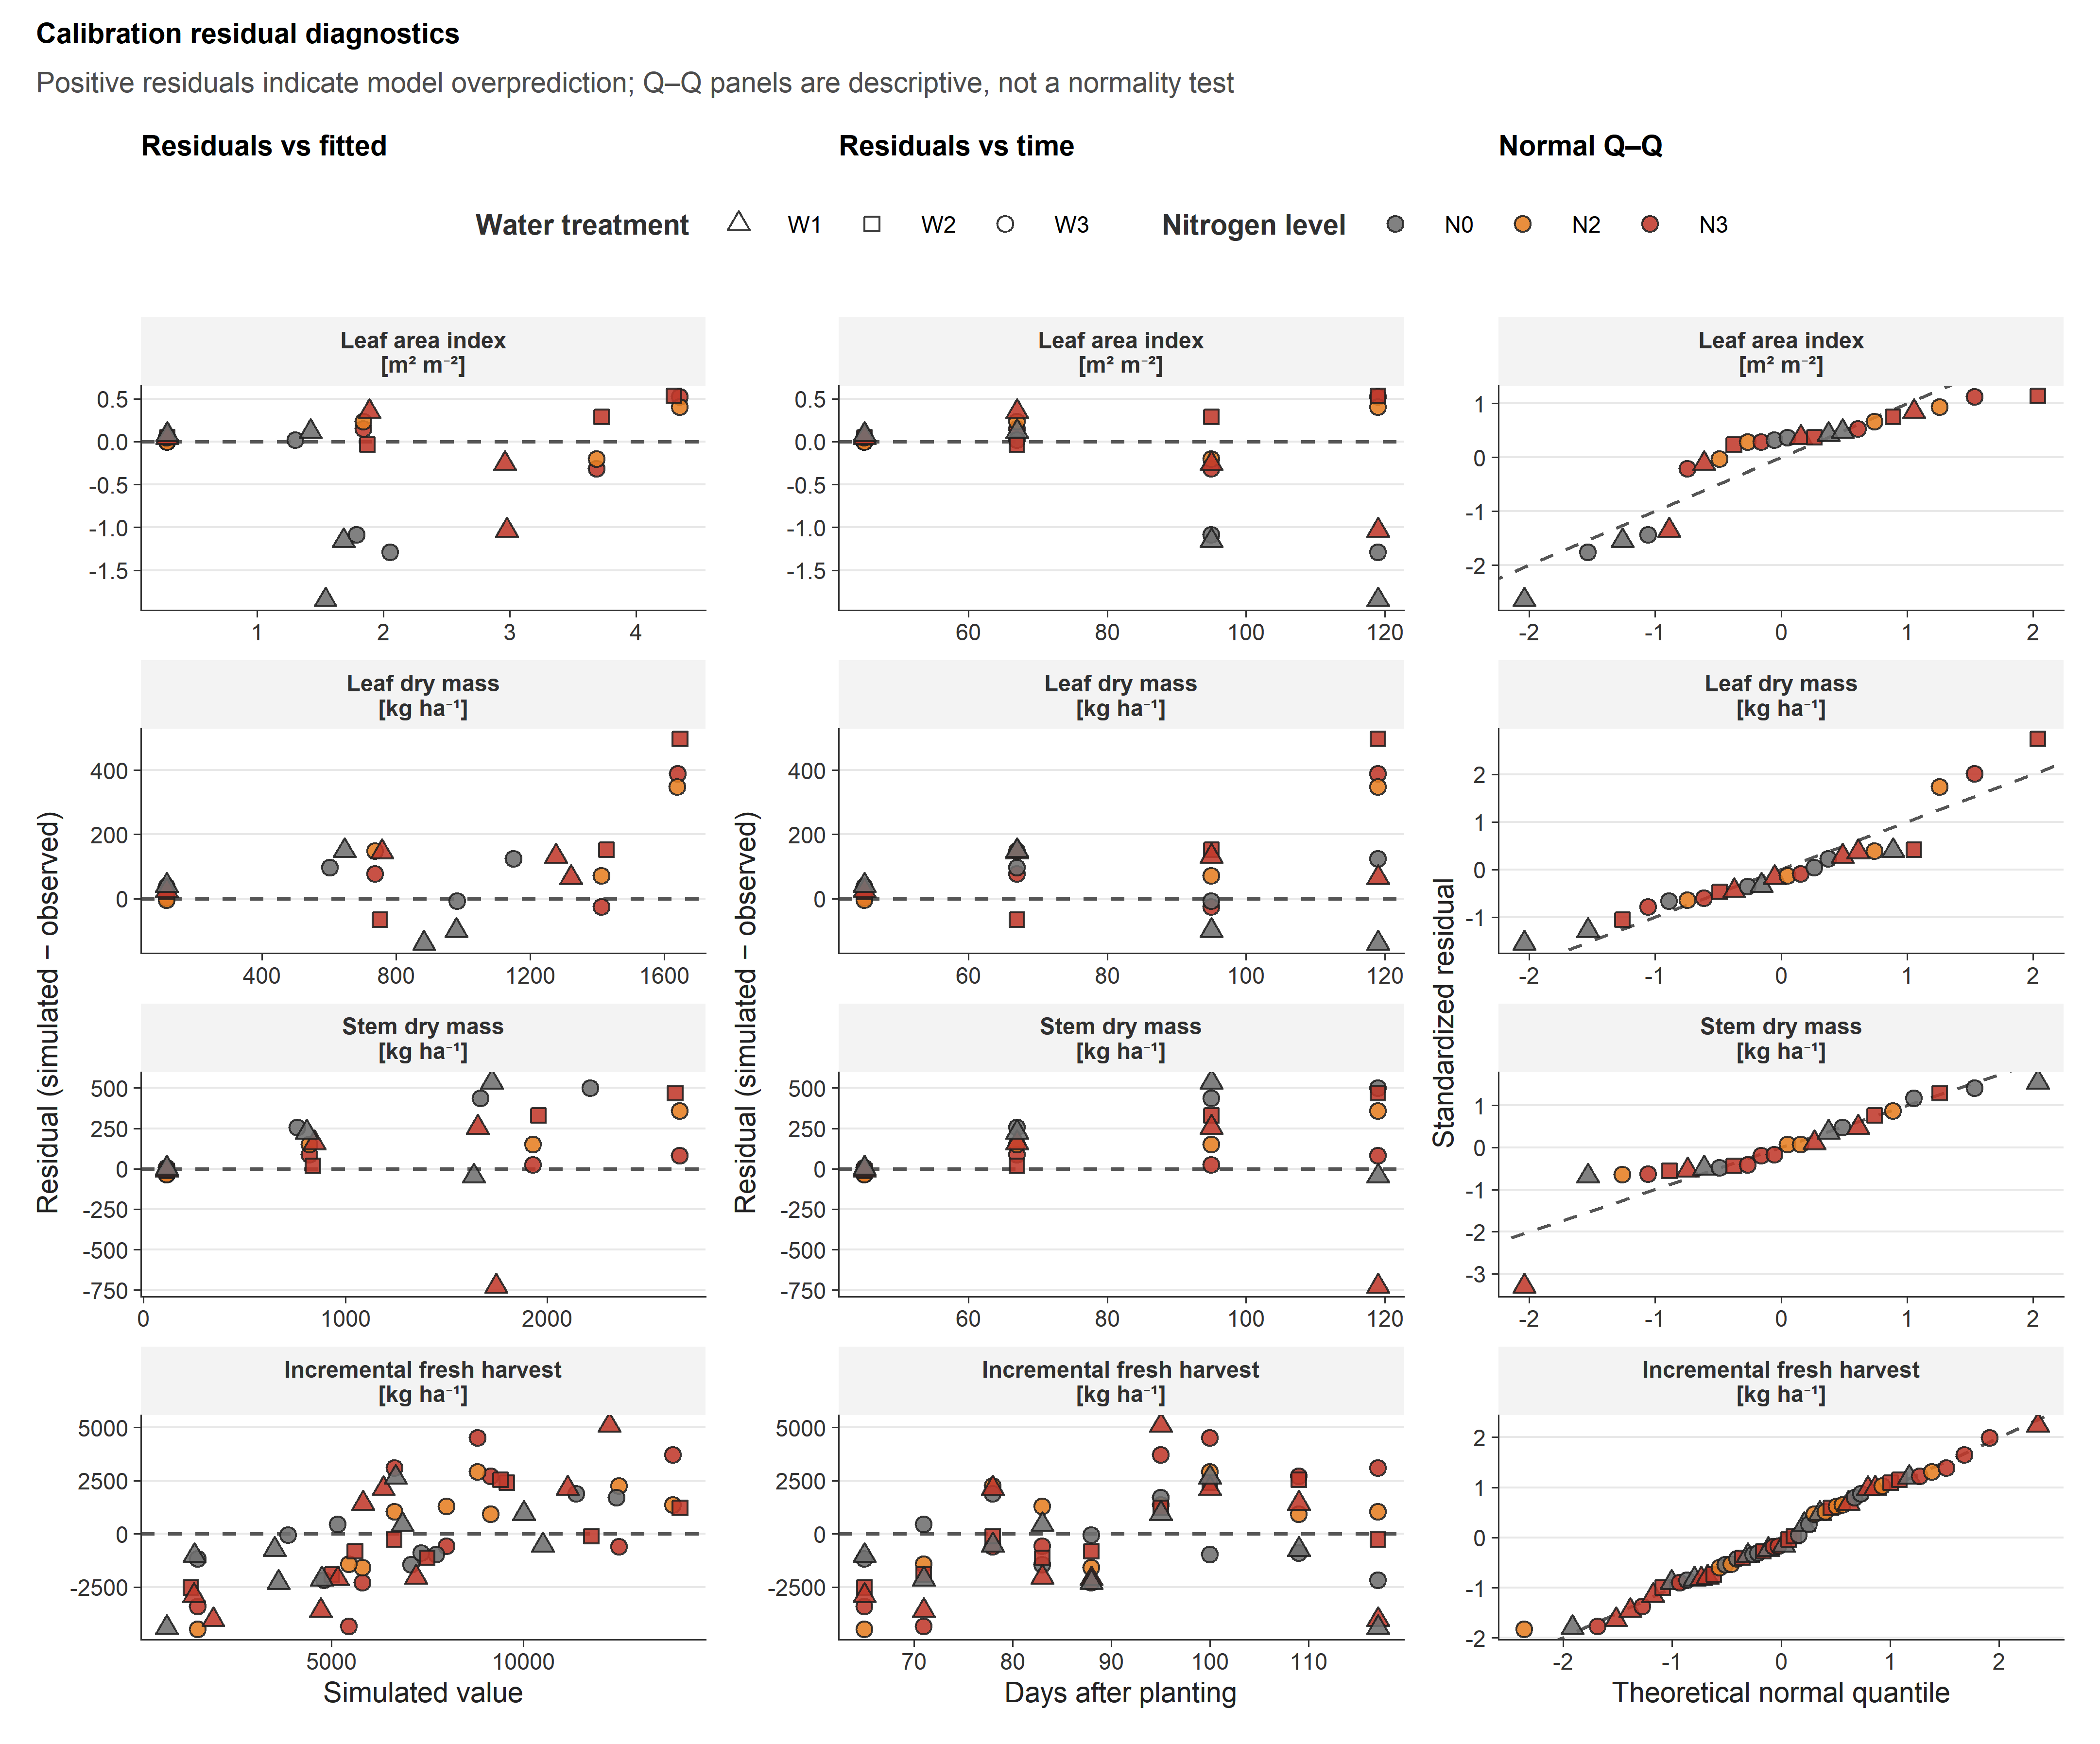 Calibration residual diagnostics
Positive residuals indicate model overprediction; Q–Q panels are descriptive, not a normality test
Residuals vs fitted
Residuals vs time
Normal Q–Q
Water treatment W1 W2 W3 Nitrogen level N0 N2 N3
Leaf area index
[m² m⁻²]
Leaf area index
[m² m⁻²]
Leaf area index
[m² m⁻²]
0.5
0.0
-0.5
-1.0
-1.5
1 2 3 4
0.5
0.0
-0.5
-1.0
-1.5
60 80 100 120
1
0
-1
-2
-2 -1 0 1 2
Leaf dry mass
[kg ha⁻¹]
Leaf dry mass
[kg ha⁻¹]
Leaf dry mass
[kg ha⁻¹]
400
200
0
400 800 1200 1600
400
200
0
60 80 100 120
2
1
0
-1
-2 -1 0 1 2
Residual (simulated − observed)
Residual (simulated − observed)
Standardized residual
Stem dry mass
[kg ha⁻¹]
Stem dry mass
[kg ha⁻¹]
Stem dry mass
[kg ha⁻¹]
500
250
0
-250
-500
-750
0 1000 2000
500
250
0
-250
-500
-750
60 80 100 120
1
0
-1
-2
-3
-2 -1 0 1 2
Incremental fresh harvest
[kg ha⁻¹]
Incremental fresh harvest
[kg ha⁻¹]
Incremental fresh harvest
[kg ha⁻¹]
5000
2500
0
-2500
5000 10000
5000
2500
0
-2500
70 80 90 100 110
2
1
0
-1
-2
-2 -1 0 1 2
Simulated value
Days after planting
Theoretical normal quantile